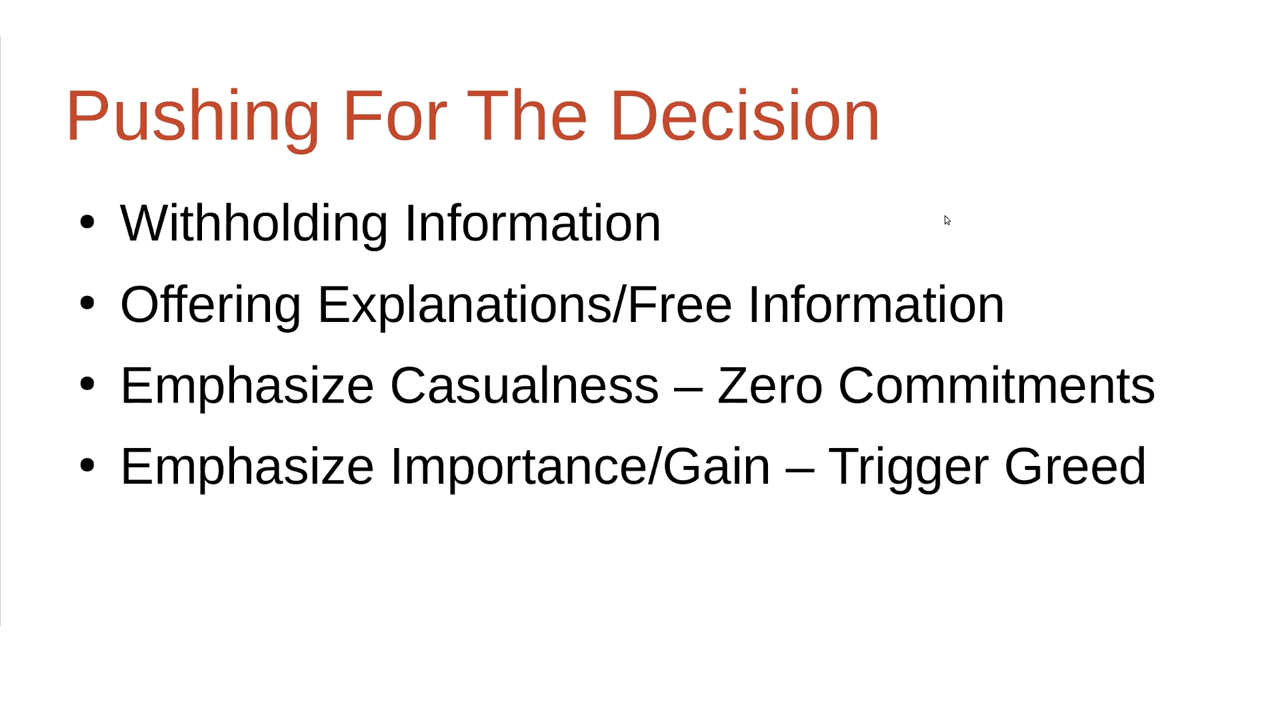 Pushing For The Decision
• Withholding Information
• Offering Explanations/Free Information
• Emphasize Casualness – Zero Commitments
• Emphasize Importance/Gain – Trigger Greed